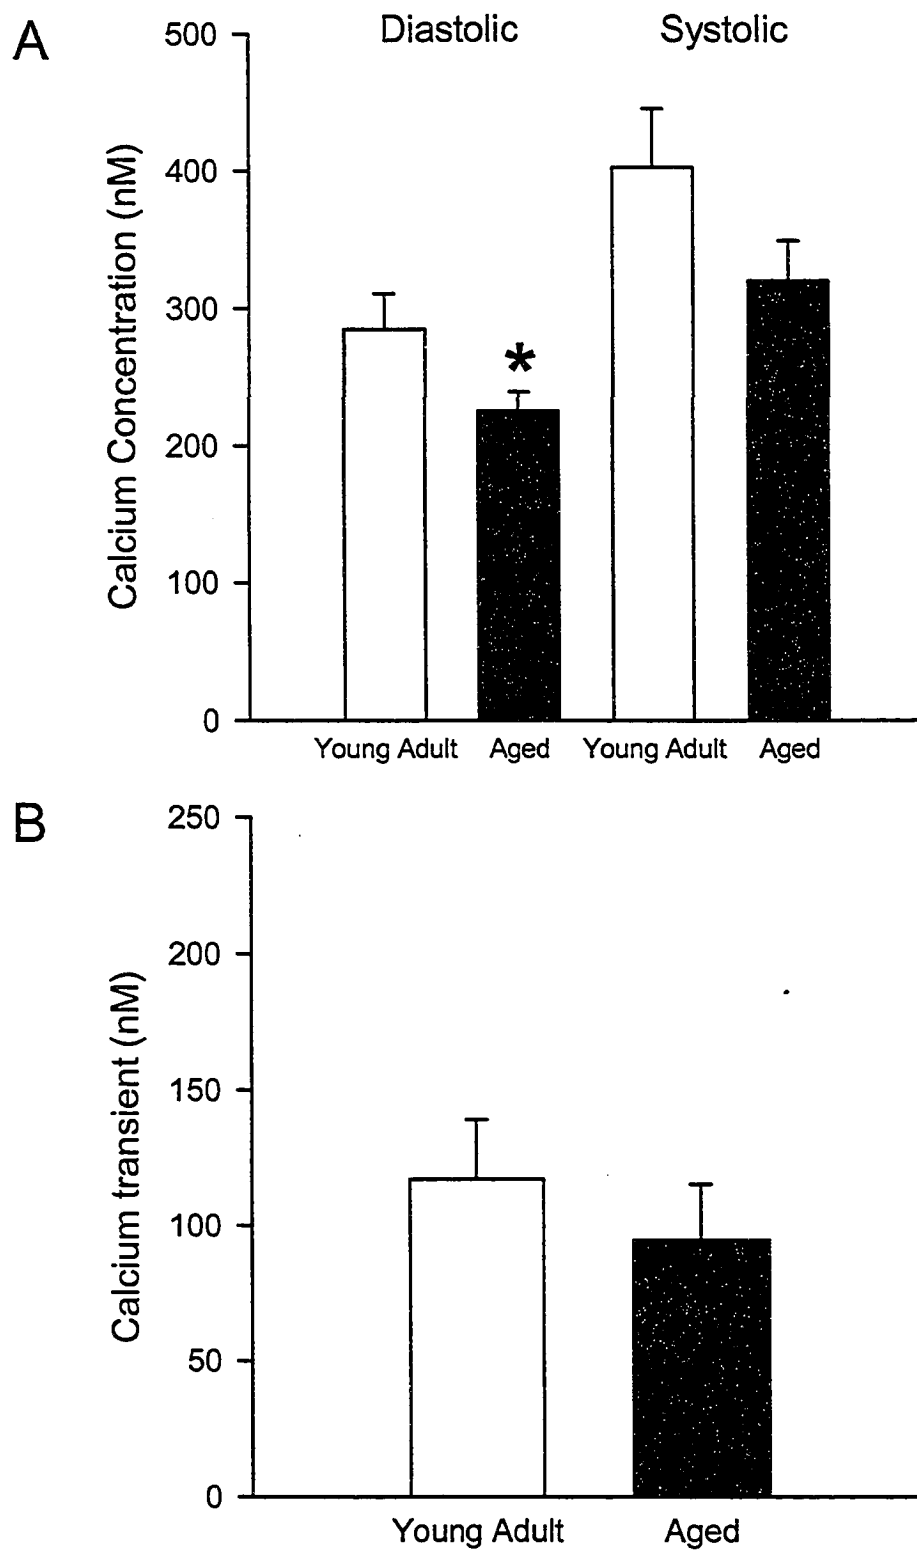 A
Diastolic
Systolic
500
400
300
200
100
0
Calcium Concentration (nM)
*
Young Adult
Aged
Young Adult
Aged
B
250
200
150
100
50
0
Calcium transient (nM)
Young Adult
Aged